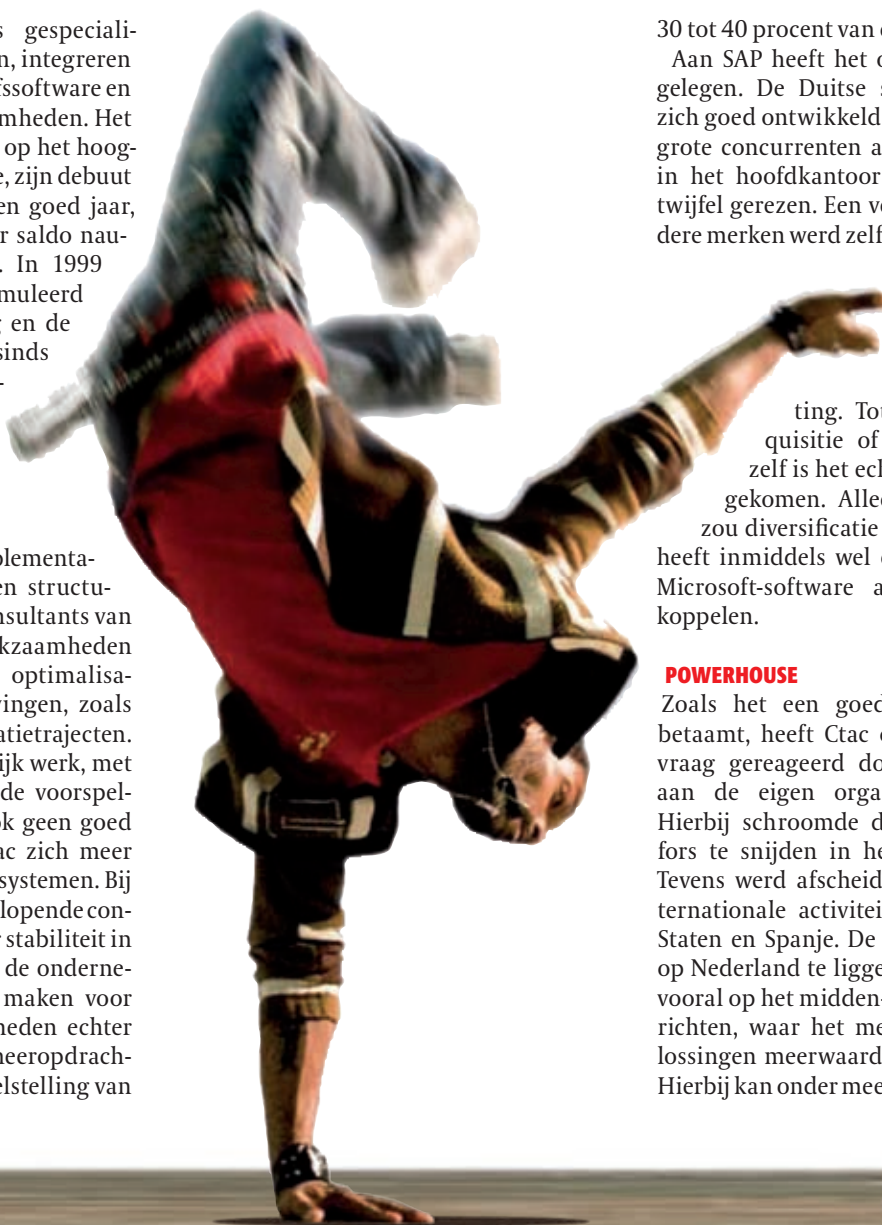 s gespeciali-
n, integreren
fssoftware en
mheden. Het
op het hoog-
e, zijn debuut
en goed jaar,
r saldo nau-
. In 1999
muleerd
g en de
sinds
-
plementa-
en structu-
nsultants van
kzaamheden
optimalisa-
vingen, zoals
atietrajecten.
ijk werk, met
de voorspel-
ok geen goed
ac zich meer
systemen. Bij
lopende con-
r stabiliteit in
de onderne-
maken voor
heden echter
heeropdrach-
elstelling van
30 tot 40 procent van
Aan SAP heeft het
gelegen. De Duitse s
zich goed ontwikkeld
grote concurrenten a
in het hoofdkantoor
twijfel gerezen. Een v
dere merken werd zelf
ting. Tot
quisitie of
zelf is het ech
gekomen. Allee
zou diversificatie
heeft inmiddels wel
Microsoft-software a
koppelen.
POWERHOUSE
Zoals het een goed
betaamt, heeft Ctac
vraag gereageerd do
aan de eigen orga
Hierbij schroomde d
fors te snijden in he
Tevens werd afscheid
ternationale activitei
Staten en Spanje. De
op Nederland te ligge
vooral op het midden-
richten, waar het me
lossingen meerwaard
Hierbij kan onder mee